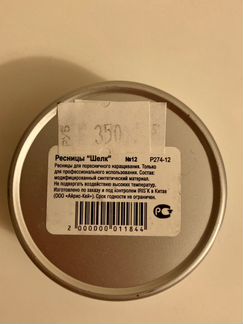 РУБ
350
Ресницы "Шелк" №12 Р274-12
Ресницы для поресничного наращивания. Только
для профессионального использования. Состав:
модифицированный синтетический материал.
Не подвергать воздействию высоких температур.
Изготовлено по заказу и под контролем IRIS'K в Китае
(ООО «Айрис-Кей»). Срок годности не ограничен.
2 000000 011844